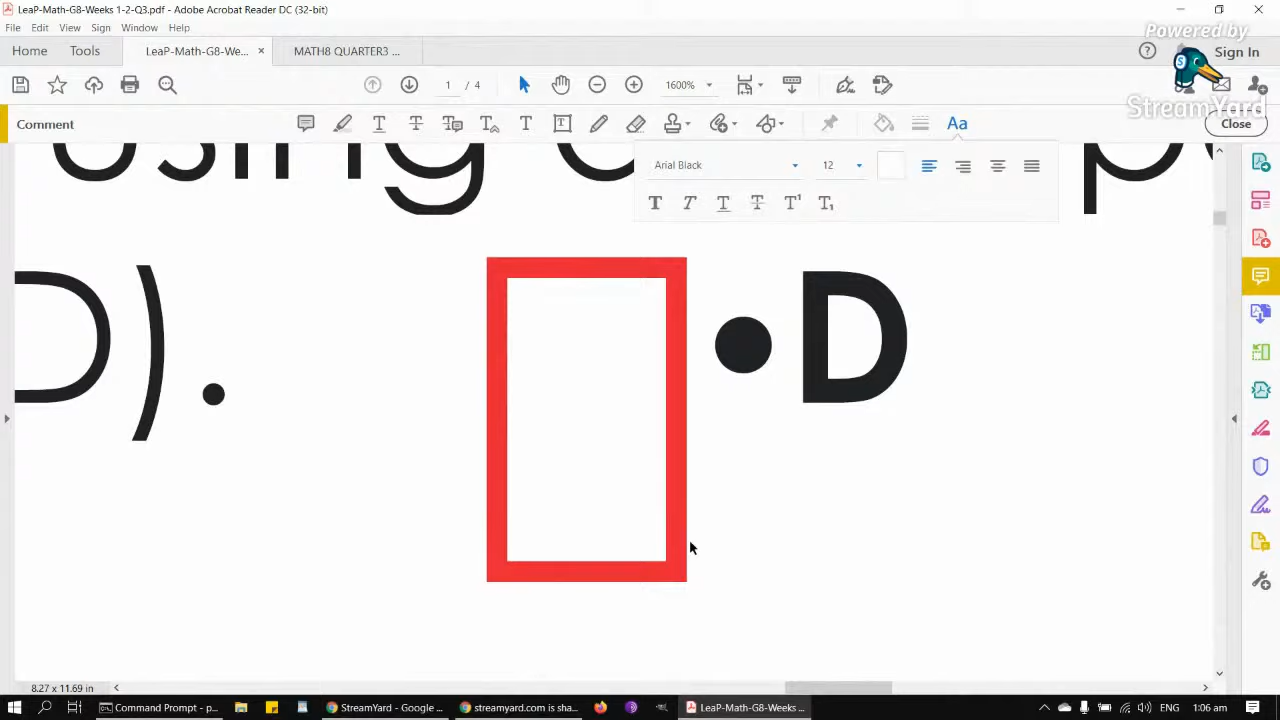 LeaP-Math-G8-Weeks 1-2-Q3.pdf - Adobe Acrobat Reader DC (32-bit)
File Edit View Sign Window Help
Powered by
StreamYard
Home Tools LeaP-Math-G8-We... × MATH8 QUARTER3 ... Sign In
1 / 4 1600%
Comment Aa Close
Arial Black 12
D). •D
8.27 x 11.69 in
Command Prompt - p... StreamYard - Google ... streamyard.com is sha... LeaP-Math-G8-Weeks ... ENG 1:06 am